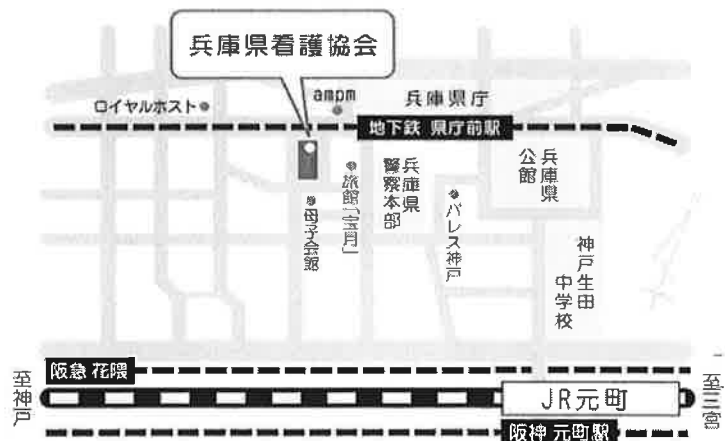 兵庫県看護協会
ampm
兵庫県庁
ロイヤルホスト
地下鉄 県庁前駅
兵庫県
公館
兵庫県
警察本部
旅館「宝月」
母子会館
パレス神戸
神戸生田
中学校
阪急 花隈
至神戸
JR元町
至三宮
阪神 元町駅